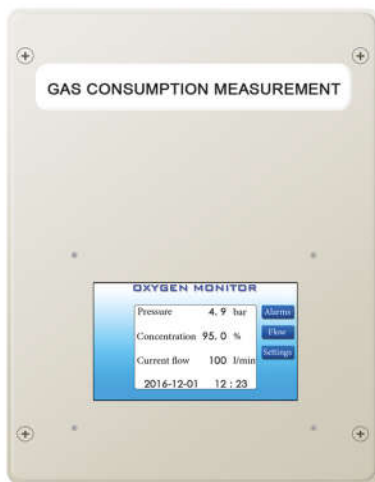 GAS CONSUMPTION MEASUREMENT
OXYGEN MONITOR
Pressure 4.9 bar Alarms
Concentration 95.0 % Flow
Current flow 100 l/min Settings
2016-12-01 12:23